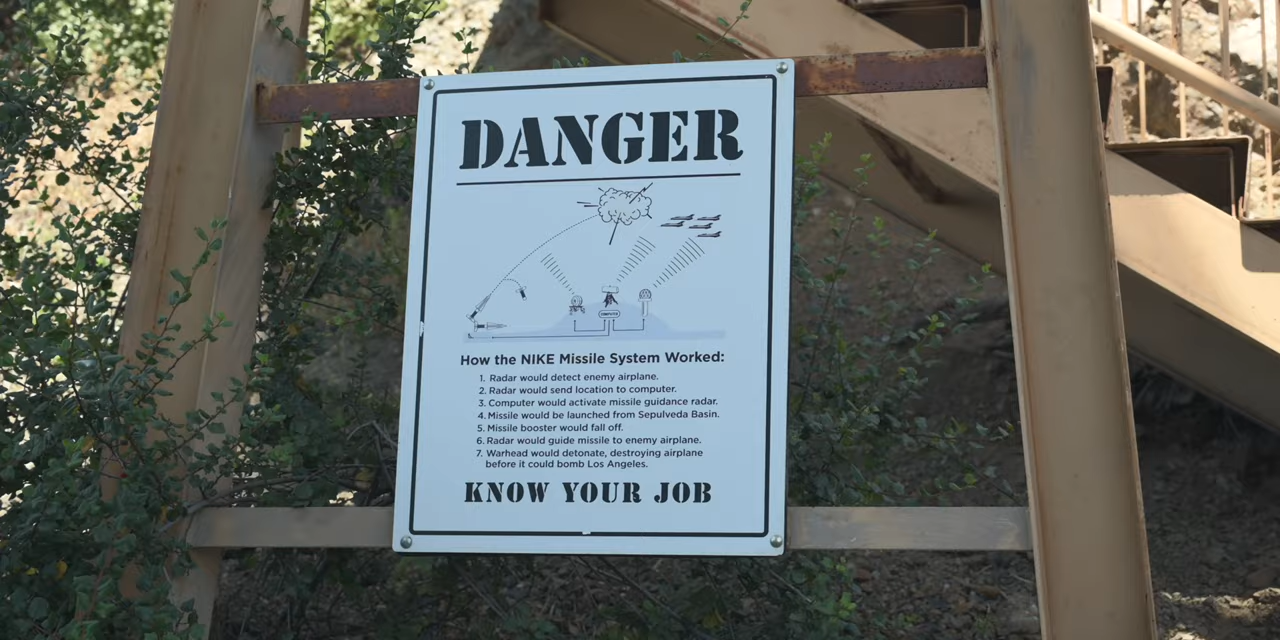 DANGER
COMPUTER
How the NIKE Missile System Worked:
1. Radar would detect enemy airplane.
2. Radar would send location to computer.
3. Computer would activate missile guidance radar.
4. Missile would be launched from Sepulveda Basin.
5. Missile booster would fall off.
6. Radar would guide missile to enemy airplane.
7. Warhead would detonate, destroying airplane
before it could bomb Los Angeles.
KNOW YOUR JOB